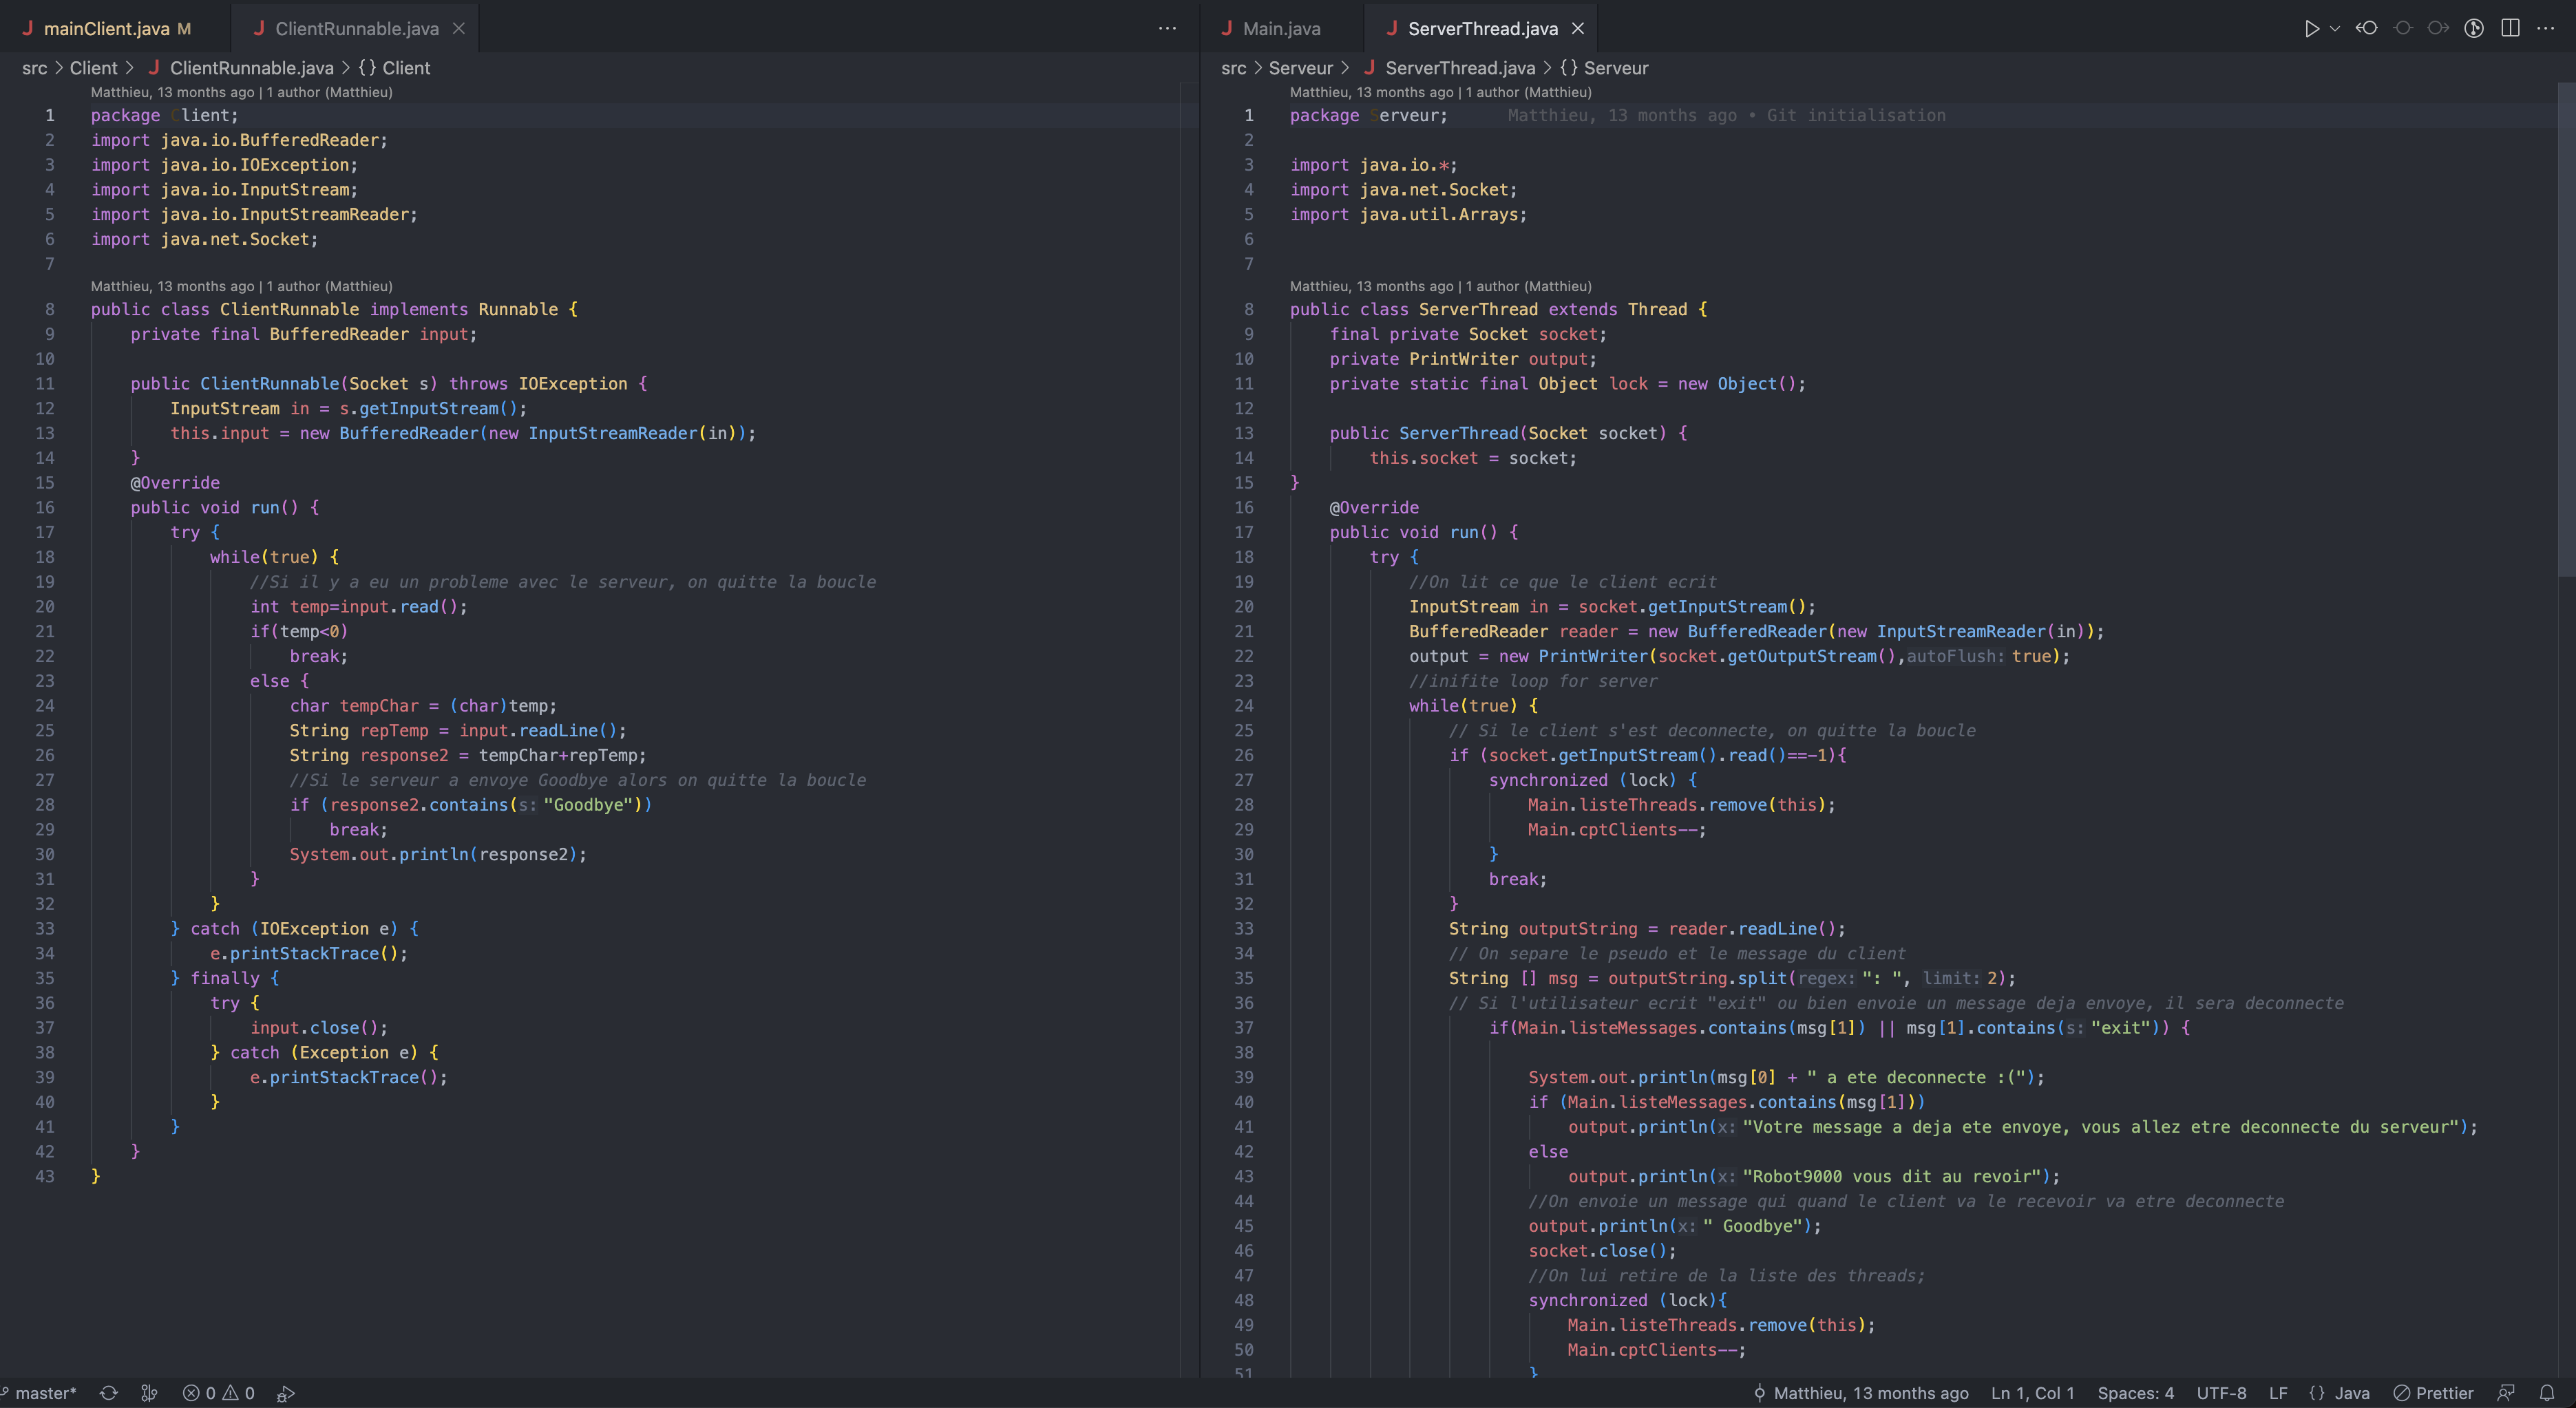 mainClient.java M
ClientRunnable.java
src > Client > ClientRunnable.java > {} Client
Matthieu, 13 months ago | 1 author (Matthieu)
1 package Client;
2 import java.io.BufferedReader;
3 import java.io.IOException;
4 import java.io.InputStream;
5 import java.io.InputStreamReader;
6 import java.net.Socket;
7
Matthieu, 13 months ago | 1 author (Matthieu)
8 public class ClientRunnable implements Runnable {
9 private final BufferedReader input;
10
11 public ClientRunnable(Socket s) throws IOException {
12 InputStream in = s.getInputStream();
13 this.input = new BufferedReader(new InputStreamReader(in));
14 }
15 @Override
16 public void run() {
17 try {
18 while(true) {
19 //Si il y a eu un probleme avec le serveur, on quitte la boucle
20 int temp=input.read();
21 if(temp<0)
22 break;
23 else {
24 char tempChar = (char)temp;
25 String repTemp = input.readLine();
26 String response2 = tempChar+repTemp;
27 //Si le serveur a envoye Goodbye alors on quitte la boucle
28 if (response2.contains(s: "Goodbye"))
29 break;
30 System.out.println(response2);
31 }
32 }
33 } catch (IOException e) {
34 e.printStackTrace();
35 } finally {
36 try {
37 input.close();
38 } catch (Exception e) {
39 e.printStackTrace();
40 }
41 }
42 }
43 }
Main.java
ServerThread.java
src > Serveur > ServerThread.java > {} Serveur
Matthieu, 13 months ago | 1 author (Matthieu)
1 package Serveur; Matthieu, 13 months ago • Git initialisation
2
3 import java.io.*;
4 import java.net.Socket;
5 import java.util.Arrays;
6
7
Matthieu, 13 months ago | 1 author (Matthieu)
8 public class ServerThread extends Thread {
9 final private Socket socket;
10 private PrintWriter output;
11 private static final Object lock = new Object();
12
13 public ServerThread(Socket socket) {
14 this.socket = socket;
15 }
16 @Override
17 public void run() {
18 try {
19 //On lit ce que le client ecrit
20 InputStream in = socket.getInputStream();
21 BufferedReader reader = new BufferedReader(new InputStreamReader(in));
22 output = new PrintWriter(socket.getOutputStream(),autoFlush: true);
23 //inifite loop for server
24 while(true) {
25 // Si le client s'est deconnecte, on quitte la boucle
26 if (socket.getInputStream().read()==-1){
27 synchronized (lock) {
28 Main.listeThreads.remove(this);
29 Main.cptClients--;
30 }
31 break;
32 }
33 String outputString = reader.readLine();
34 // On separe le pseudo et le message du client
35 String [] msg = outputString.split(regex: ": ", limit: 2);
36 // Si l'utilisateur ecrit "exit" ou bien envoie un message deja envoye, il sera deconnecte
37 if(Main.listeMessages.contains(msg[1]) || msg[1].contains(s: "exit")) {
38
39 System.out.println(msg[0] + " a ete deconnecte :(");
40 if (Main.listeMessages.contains(msg[1]))
41 output.println(x: "Votre message a deja ete envoye, vous allez etre deconnecte du serveur");
42 else
43 output.println(x: "Robot9000 vous dit au revoir");
44 //On envoie un message qui quand le client va le recevoir va etre deconnecte
45 output.println(x: " Goodbye");
46 socket.close();
47 //On lui retire de la liste des threads;
48 synchronized (lock){
49 Main.listeThreads.remove(this);
50 Main.cptClients--;
51 }
master* 0 0 Matthieu, 13 months ago Ln 1, Col 1 Spaces: 4 UTF-8 LF {} Java Prettier